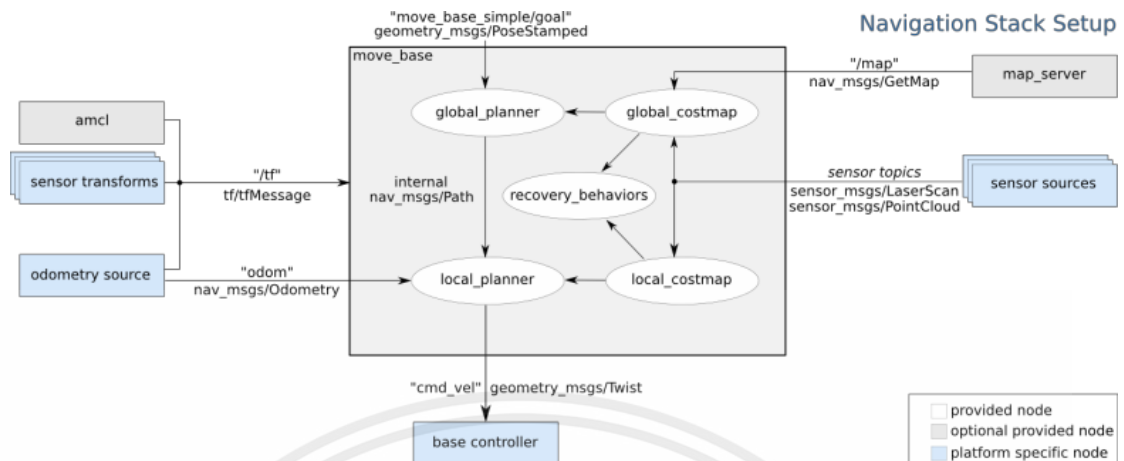 Navigation Stack Setup
"move_base_simple/goal"
geometry_msgs/PoseStamped
move_base
"/map"
nav_msgs/GetMap
map_server
amcl
global_planner
global_costmap
sensor transforms
"/tf"
tf/tfMessage
internal
nav_msgs/Path
recovery_behaviors
sensor topics
sensor_msgs/LaserScan
sensor_msgs/PointCloud
sensor sources
odometry source
"odom"
nav_msgs/Odometry
local_planner
local_costmap
"cmd_vel" geometry_msgs/Twist
base controller
provided node
optional provided node
platform specific node